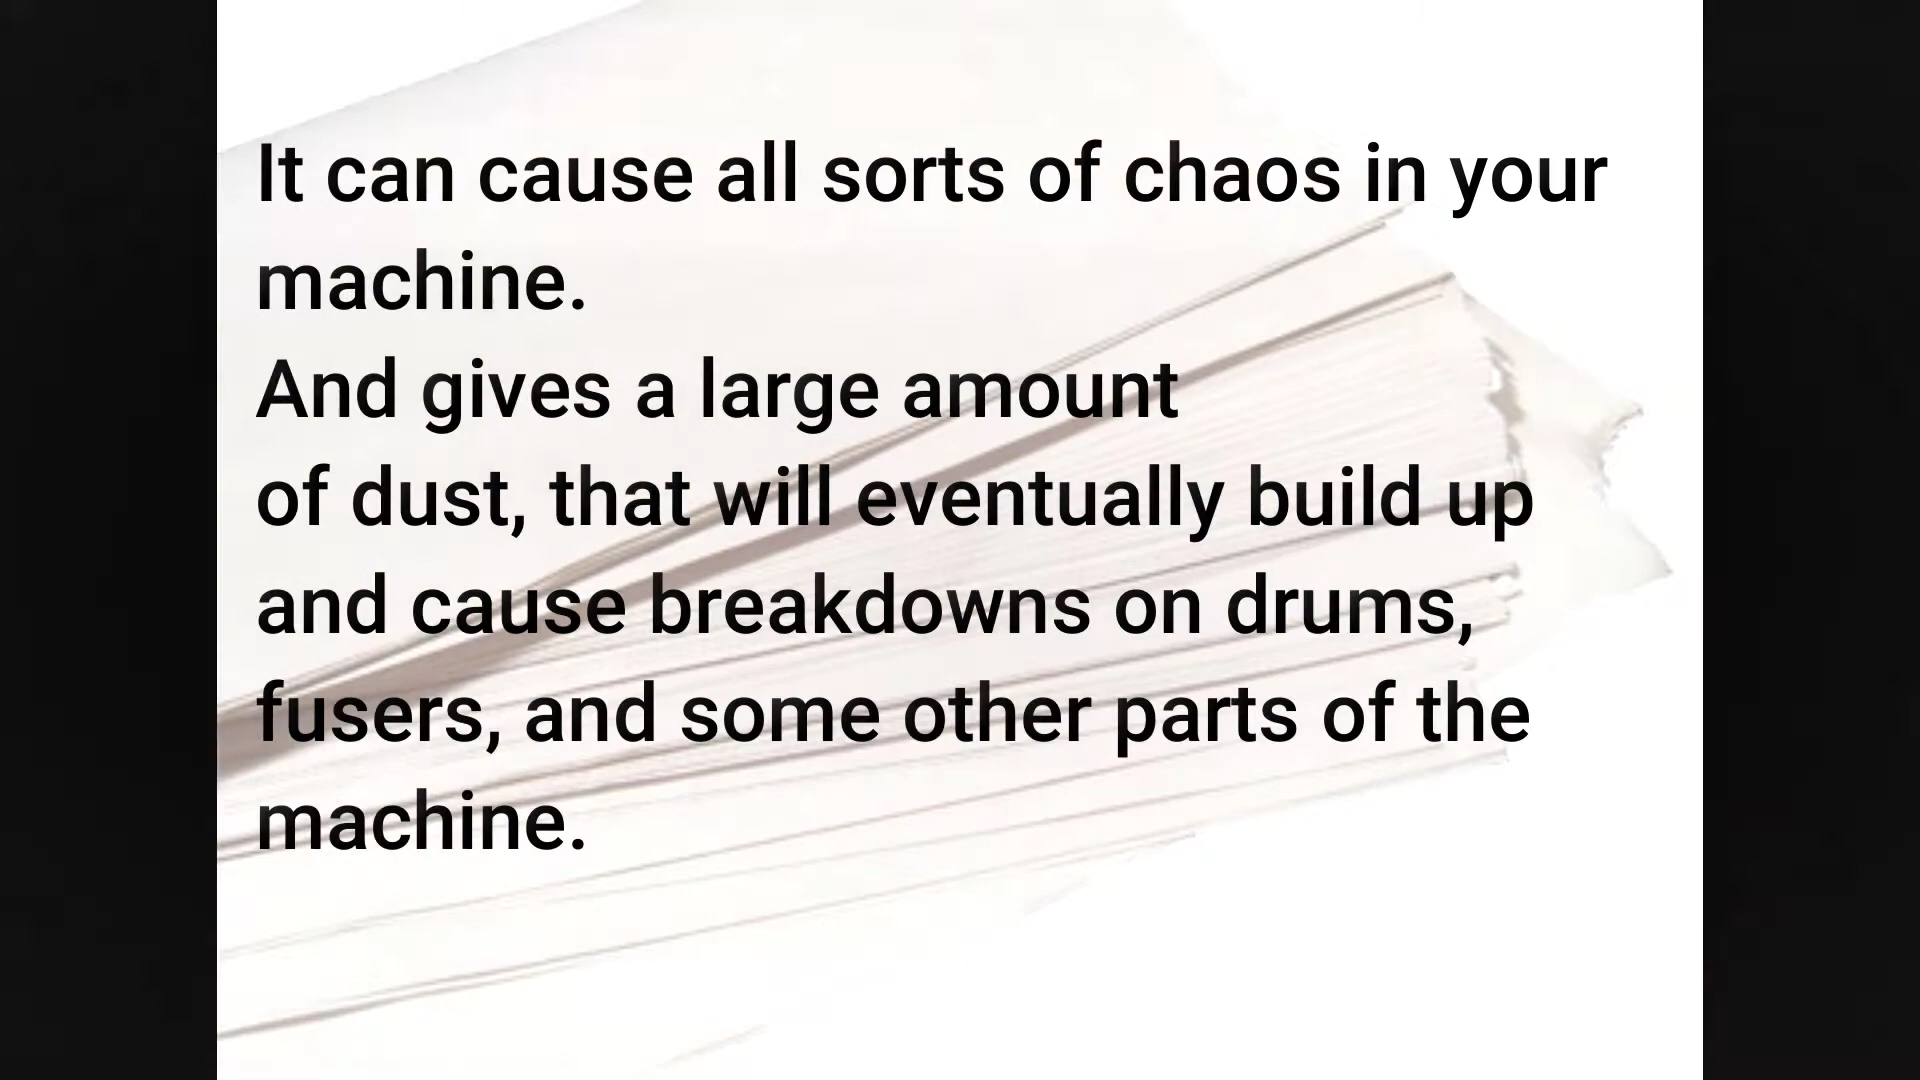 It can cause all sorts of chaos in your
machine.
And gives a large amount
of dust, that will eventually build up
and cause breakdowns on drums,
fusers, and some other parts of the
machine.